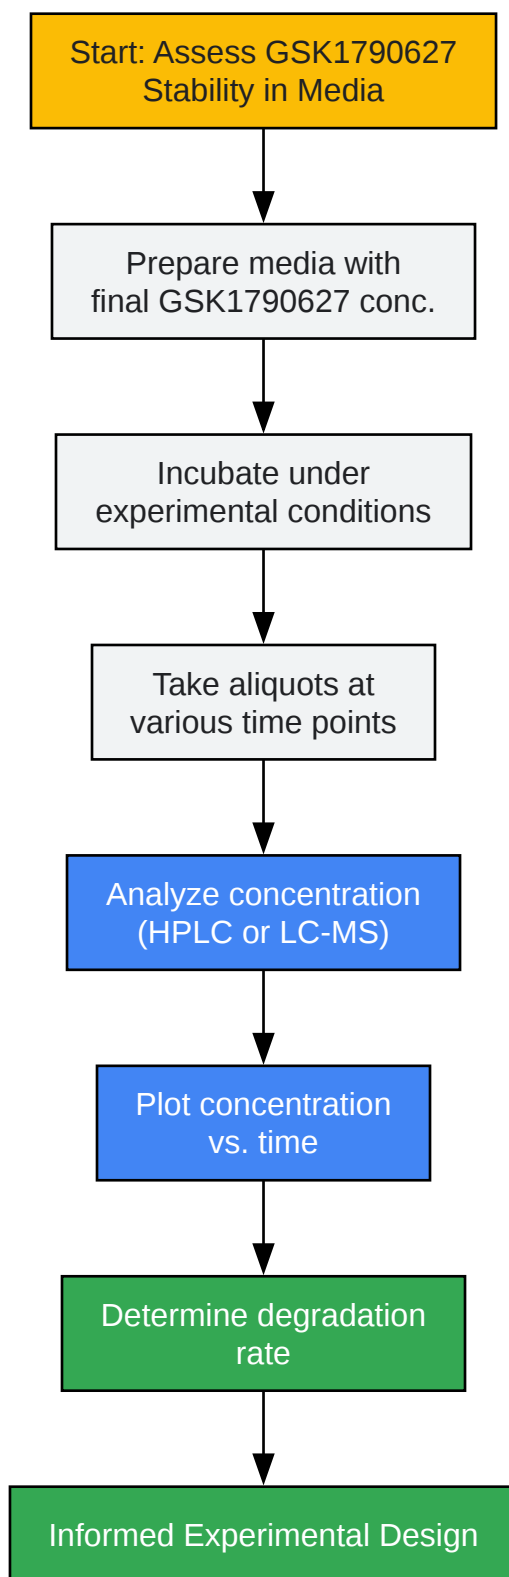 Start: Assess GSK1790627
Stability in Media
Prepare media with
final GSK1790627 conc.
Incubate under
experimental conditions
Take aliquots at
various time points
Analyze concentration
(HPLC or LC-MS)
Plot concentration
vs. time
Determine degradation
rate
Informed Experimental Design